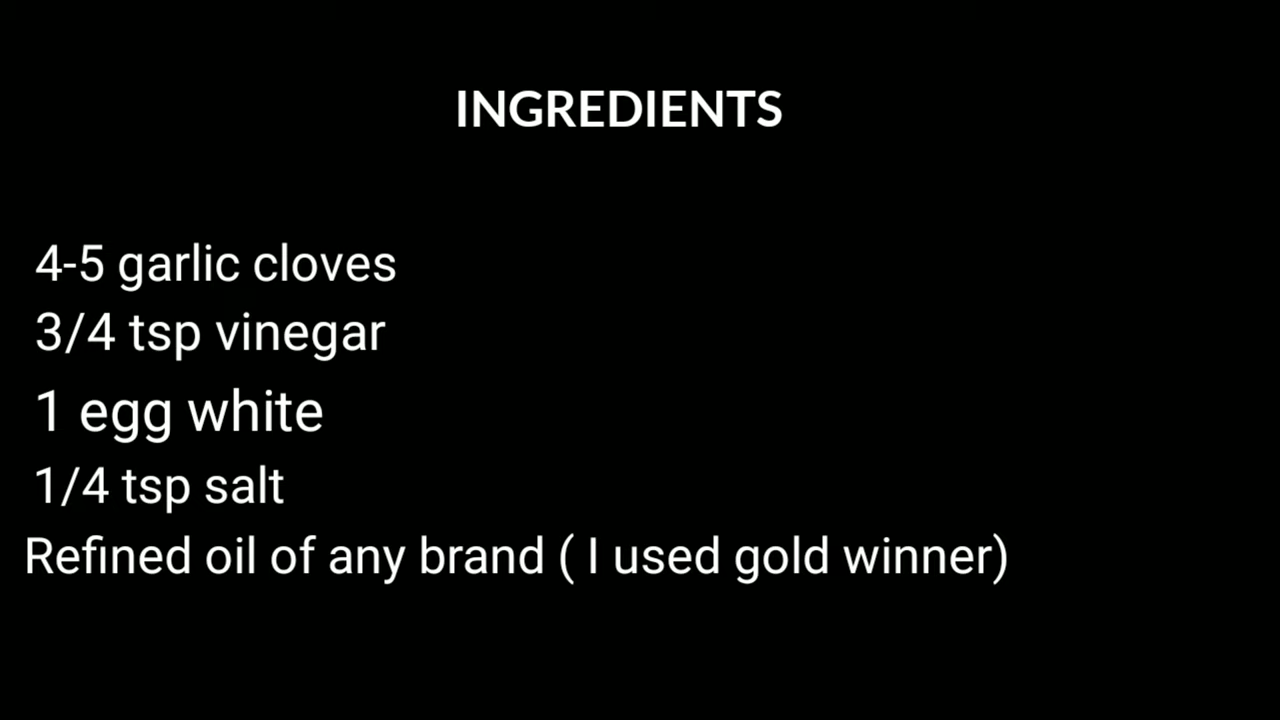 INGREDIENTS
4-5 garlic cloves
3/4 tsp vinegar
1 egg white
1/4 tsp salt
Refined oil of any brand ( I used gold winner)